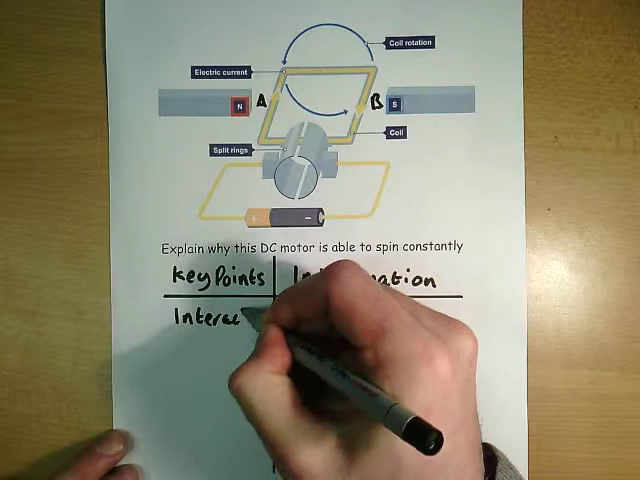 Coil rotation
Electric current
A
B
N
S
Coil
Split rings
+
-
Explain why this DC motor is able to spin constantly
Key Points
Interac